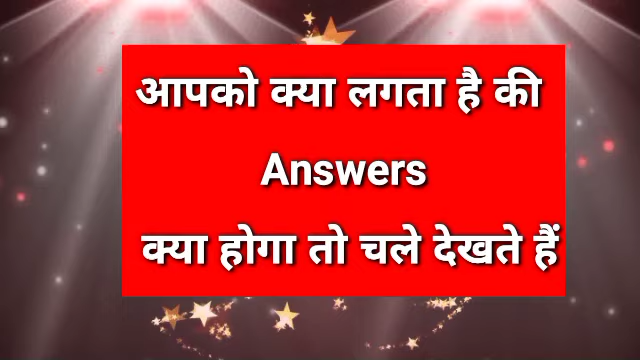 आपको क्या लगता है की
Answers
क्या होगा तो चले देखते हैं